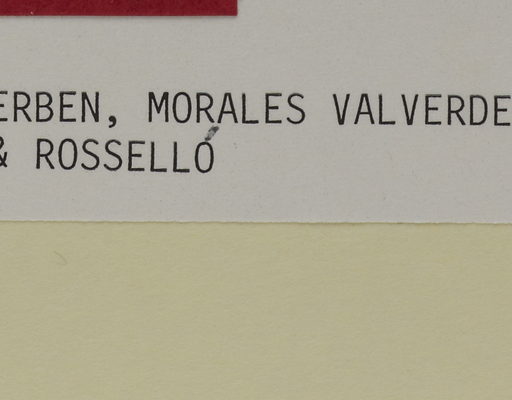 ERBEN, MORALES VALVERDE
& ROSSELLÓ